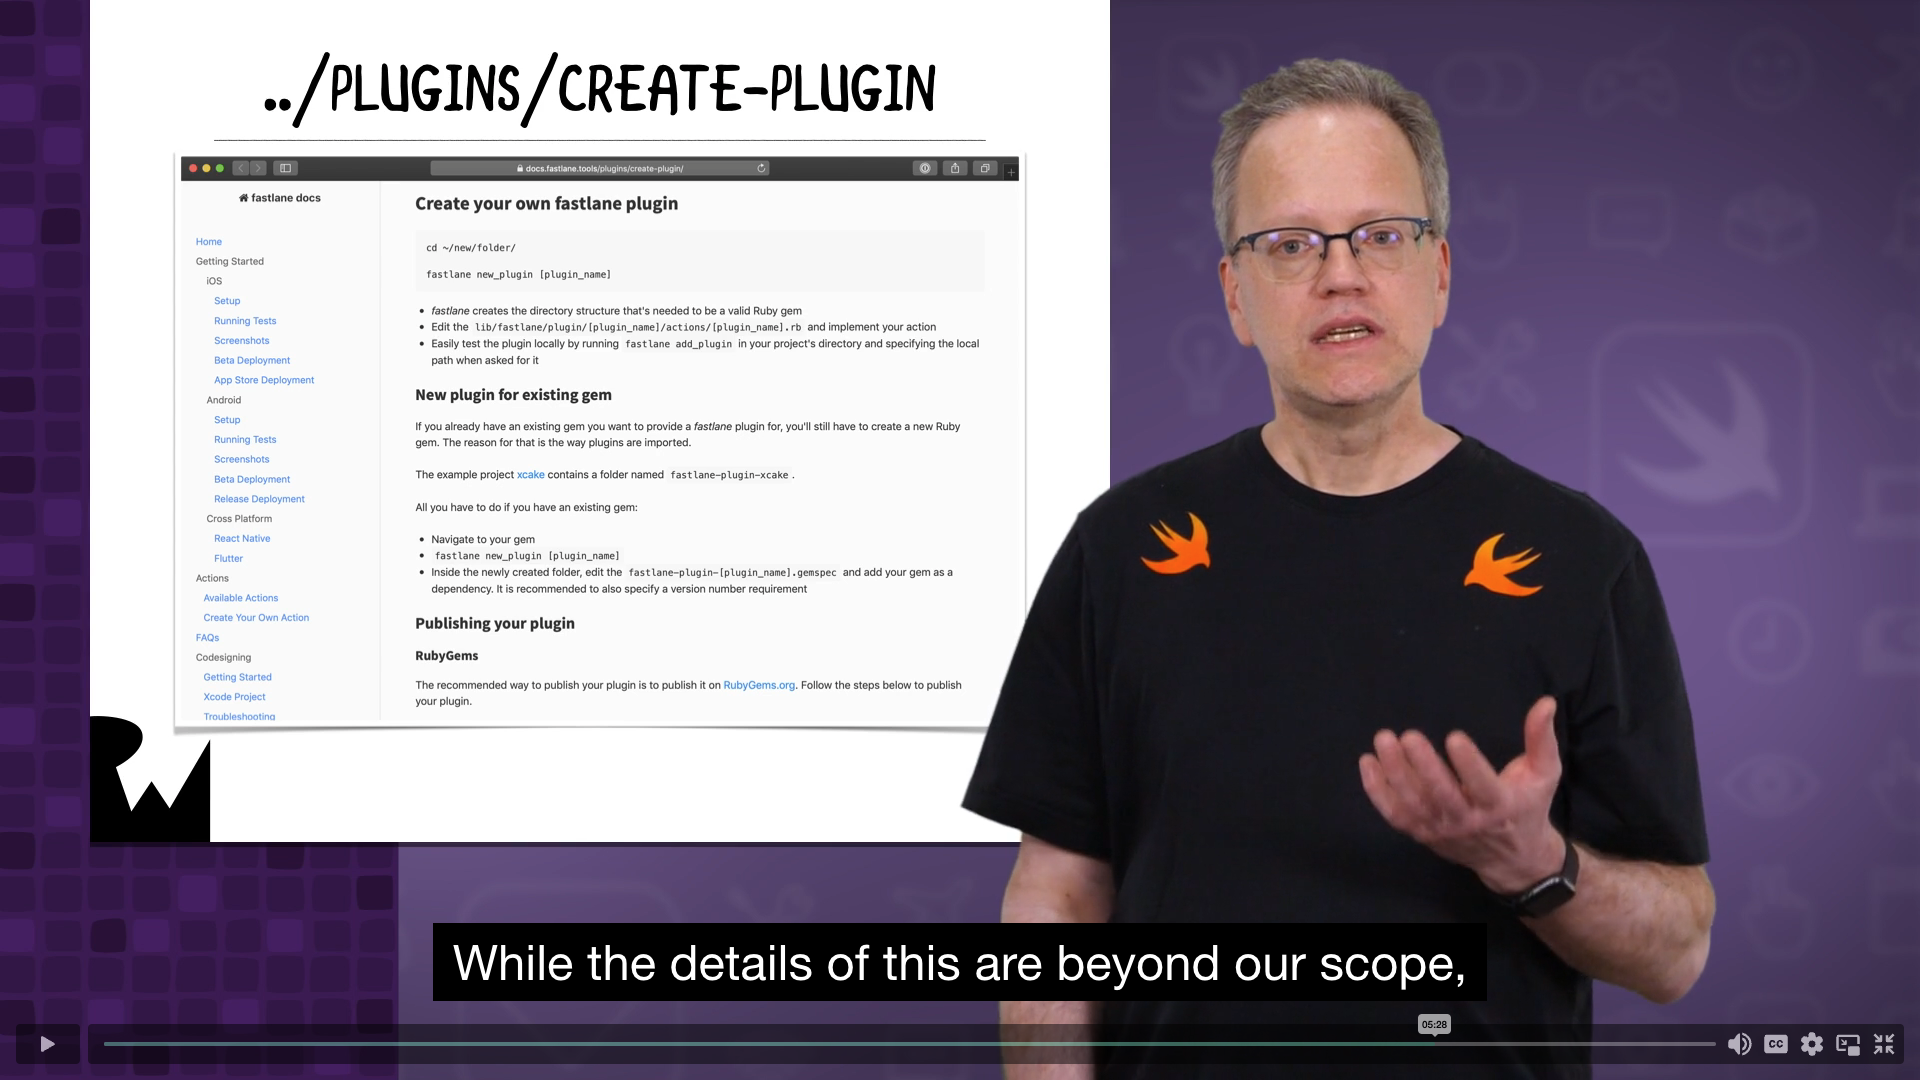 ../PLUGINS/CREATE-PLUGIN
docs.fastlane.tools/plugins/create-plugin/
fastlane docs
Home
Getting Started
iOS
Setup
Running Tests
Screenshots
Beta Deployment
App Store Deployment
Android
Setup
Running Tests
Screenshots
Beta Deployment
Release Deployment
Cross Platform
React Native
Flutter
Actions
Available Actions
Create Your Own Action
FAQs
Codesigning
Getting Started
Xcode Project
Troubleshooting
Create your own fastlane plugin
cd ~/new/folder/
fastlane new_plugin [plugin_name]
• fastlane creates the directory structure that's needed to be a valid Ruby gem
• Edit the lib/fastlane/plugin/[plugin_name]/actions/[plugin_name].rb and implement your action
• Easily test the plugin locally by running fastlane add_plugin in your project's directory and specifying the local
path when asked for it
New plugin for existing gem
If you already have an existing gem you want to provide a fastlane plugin for, you'll still have to create a new Ruby
gem. The reason for that is the way plugins are imported.
The example project xcake contains a folder named fastlane-plugin-xcake .
All you have to do if you have an existing gem:
• Navigate to your gem
• fastlane new_plugin [plugin_name]
• Inside the newly created folder, edit the fastlane-plugin-[plugin_name].gemspec and add your gem as a
dependency. It is recommended to also specify a version number requirement
Publishing your plugin
RubyGems
The recommended way to publish your plugin is to publish it on RubyGems.org. Follow the steps below to publish
your plugin.
RW
While the details of this are beyond our scope,
05:28
CC